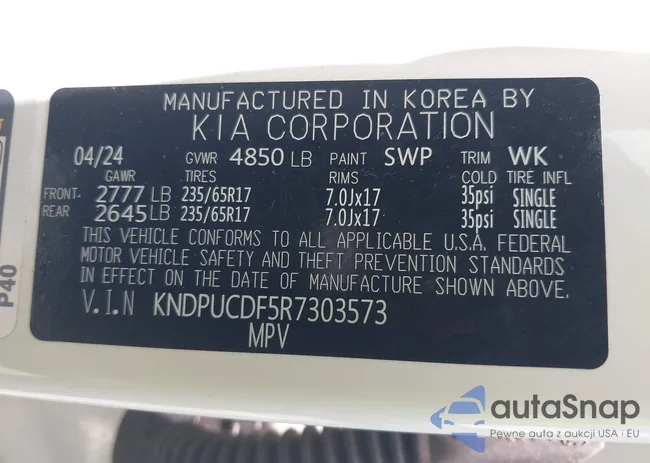 MANUFACTURED IN KOREA BY
KIA CORPORATION
04/24 GVWR 4850 LB PAINT SWP TRIM WK
GAWR TIRES RIMS COLD TIRE INFL
FRONT- 2777 LB 235/65R17 7.0Jx17 35psi SINGLE
REAR 2645 LB 235/65R17 7.0Jx17 35psi SINGLE
THIS VEHICLE CONFORMS TO ALL APPLICABLE U.S.A. FEDERAL
MOTOR VEHICLE SAFETY AND THEFT PREVENTION STANDARDS
IN EFFECT ON THE DATE OF MANUFACTURE SHOWN ABOVE.
V.I.N KNDPUCDF5R7303573
MPV
P40
autaSnap
Pewne auta z aukcji USA i EU